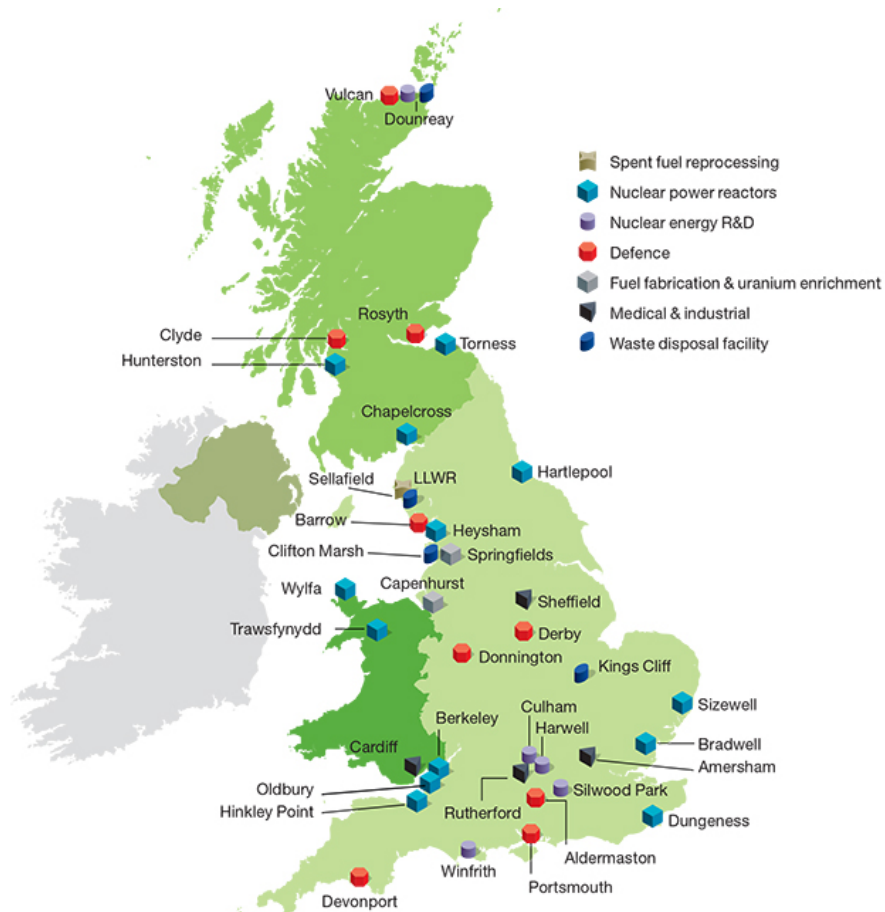 Vulcan
Dounreay
Spent fuel reprocessing
Nuclear power reactors
Nuclear energy R&D
Defence
Fuel fabrication & uranium enrichment
Medical & industrial
Waste disposal facility
Rosyth
Clyde
Torness
Hunterston
Chapelcross
Sellafield
LLWR
Hartlepool
Barrow
Heysham
Clifton Marsh
Springfields
Capenhurst
Wylfa
Sheffield
Trawsfynydd
Derby
Donnington
Kings Cliff
Sizewell
Culham
Berkeley
Harwell
Bradwell
Cardiff
Amersham
Oldbury
Silwood Park
Hinkley Point
Rutherford
Dungeness
Aldermaston
Winfrith
Portsmouth
Devonport